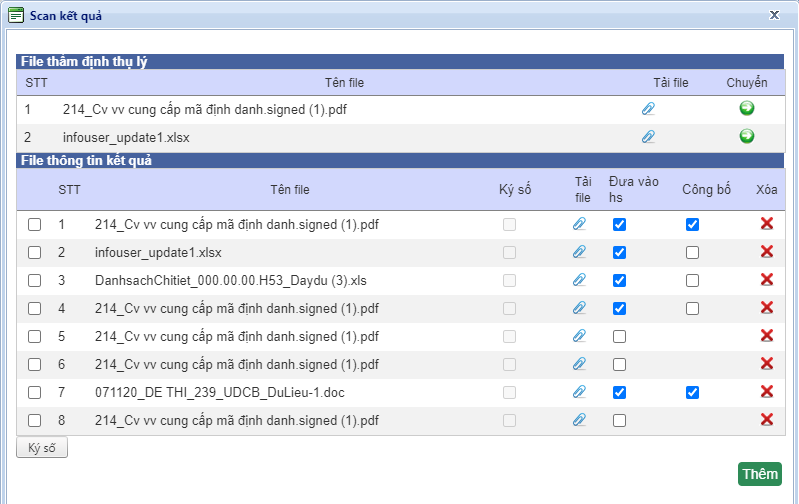 Scan kết quả
File thẩm định thụ lý
STT Tên file Tải file Chuyển
1 214_Cv vv cung cấp mã định danh.signed (1).pdf
2 infouser_update1.xlsx
File thông tin kết quả
STT Tên file Ký số Tải file Đưa vào hs Công bố Xóa
1 214_Cv vv cung cấp mã định danh.signed (1).pdf
2 infouser_update1.xlsx
3 DanhsachChitiet_000.00.00.H53_Daydu (3).xls
4 214_Cv vv cung cấp mã định danh.signed (1).pdf
5 214_Cv vv cung cấp mã định danh.signed (1).pdf
6 214_Cv vv cung cấp mã định danh.signed (1).pdf
7 071120_DE THI_239_UDCB_DuLieu-1.doc
8 214_Cv vv cung cấp mã định danh.signed (1).pdf
Ký số
Thêm